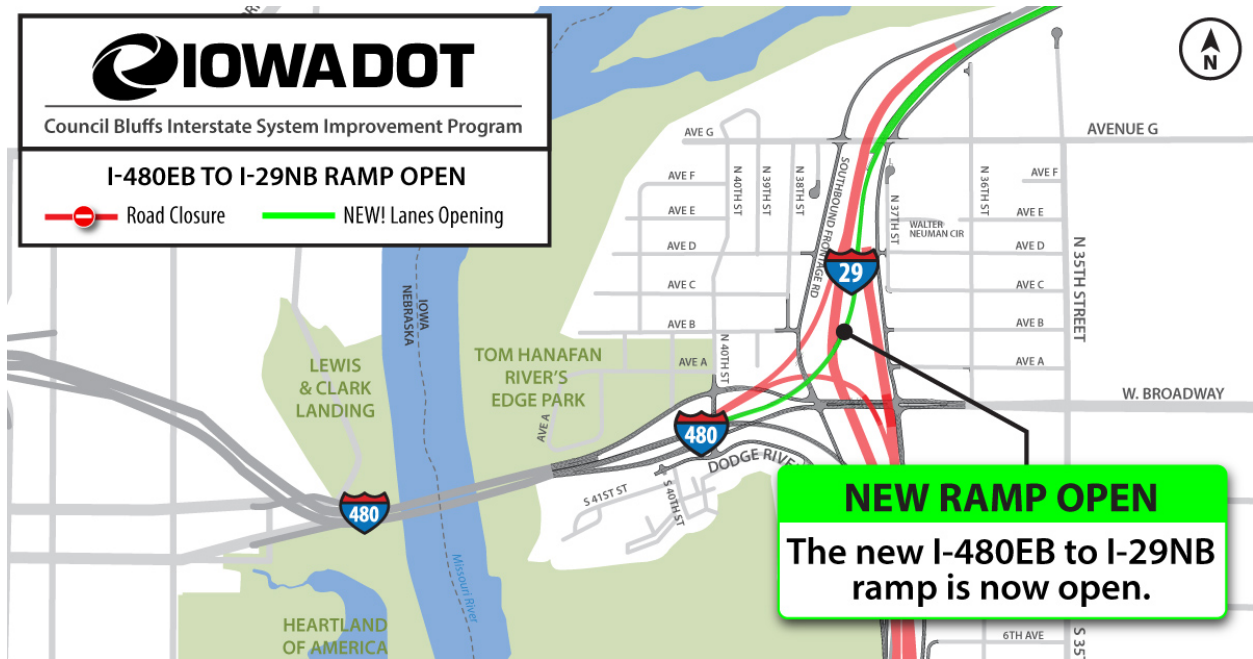 IOWADOT
Council Bluffs Interstate System Improvement Program
I-480EB TO I-29NB RAMP OPEN
Road Closure
NEW! Lanes Opening
N
AVE G
AVENUE G
SOUTHBOUND FRONTAGE RD
N 40TH ST
N 39TH ST
N 38TH ST
N 37TH ST
N 36TH ST
N 35TH STREET
AVE F
AVE F
AVE E
AVE E
WALTER
NEUMAN CIR
AVE D
AVE D
29
AVE C
AVE C
AVE B
AVE B
IOWA
NEBRASKA
LEWIS
& CLARK
LANDING
TOM HANAFAN
RIVER'S
EDGE PARK
AVE A
N 40TH ST
AVE A
AVE A
W. BROADWAY
480
DODGE RIVE
S 41ST ST
S 40TH ST
480
Missouri River
NEW RAMP OPEN
The new I-480EB to I-29NB
ramp is now open.
HEARTLAND
OF AMERICA
6TH AVE
S 35T